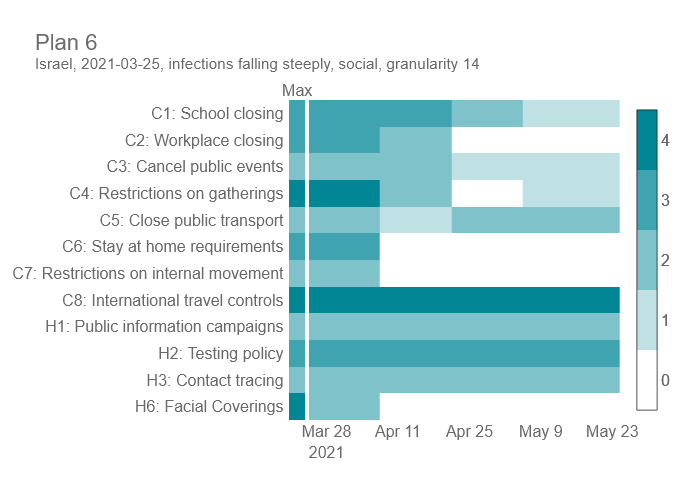 Plan 6
Israel, 2021-03-25, infections falling steeply, social, granularity 14
Max
C1: School closing
C2: Workplace closing
C3: Cancel public events
C4: Restrictions on gatherings
C5: Close public transport
C6: Stay at home requirements
C7: Restrictions on internal movement
C8: International travel controls
H1: Public information campaigns
H2: Testing policy
H3: Contact tracing
H6: Facial Coverings
Mar 28 Apr 11 Apr 25 May 9 May 23
2021
4
3
2
1
0